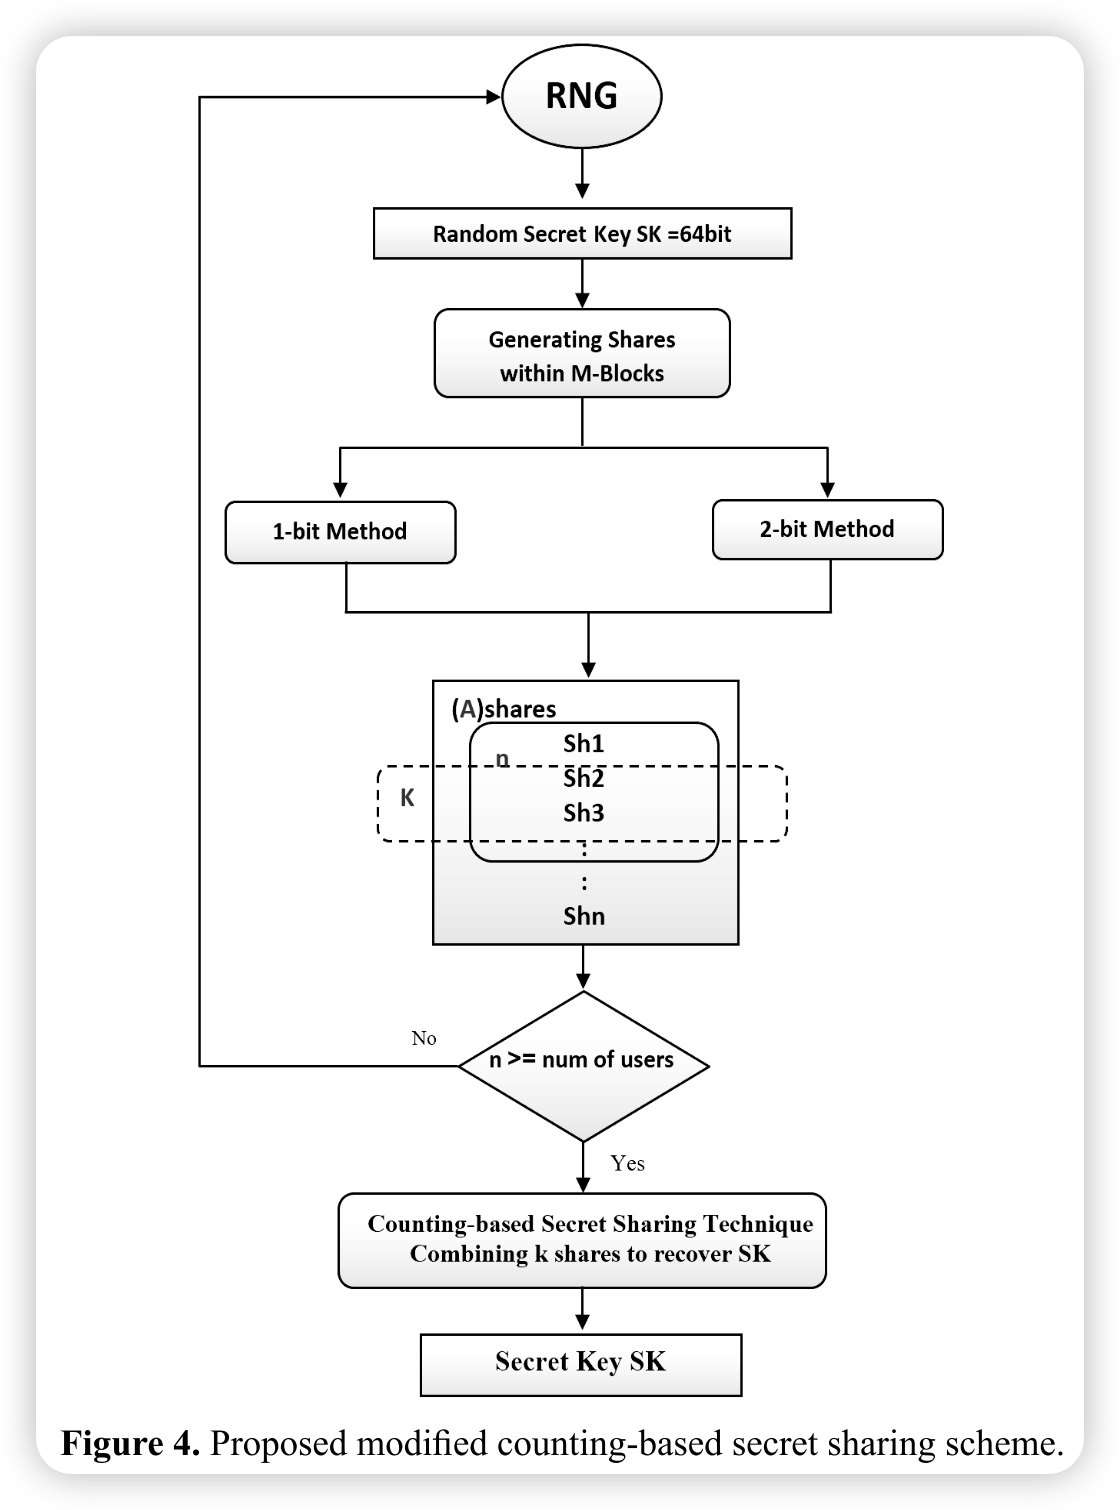 RNG
Random Secret Key SK =64bit
Generating Shares
within M-Blocks
1-bit Method
2-bit Method
(A)shares
Sh1
n
Sh2
K
Sh3
:
:
Shn
No
n >= num of users
Yes
Counting-based Secret Sharing Technique
Combining k shares to recover SK
Secret Key SK
Figure 4. Proposed modified counting-based secret sharing scheme.